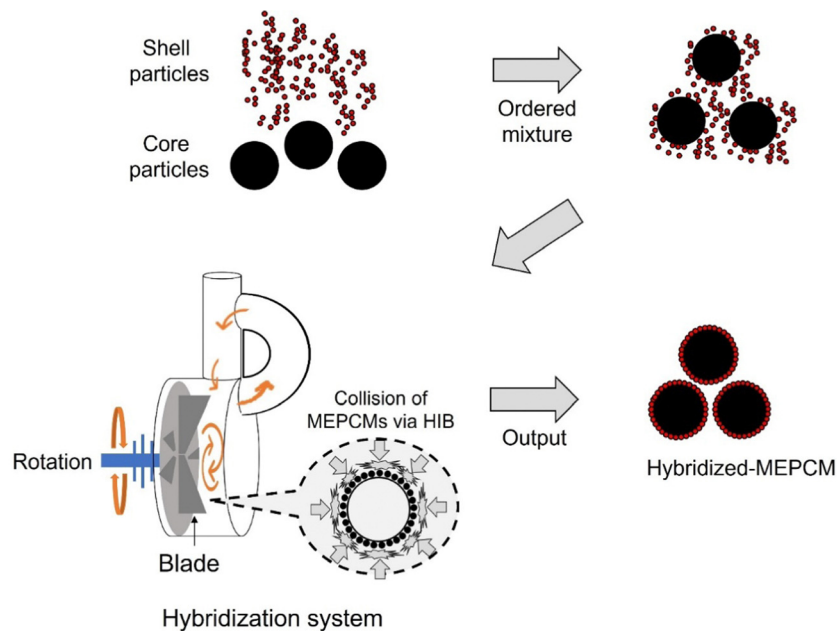 Shell
particles
Core
particles
Ordered
mixture
Rotation
Blade
Collision of
MEPCMs via HIB
Hybridization system
Output
Hybridized-MEPCM